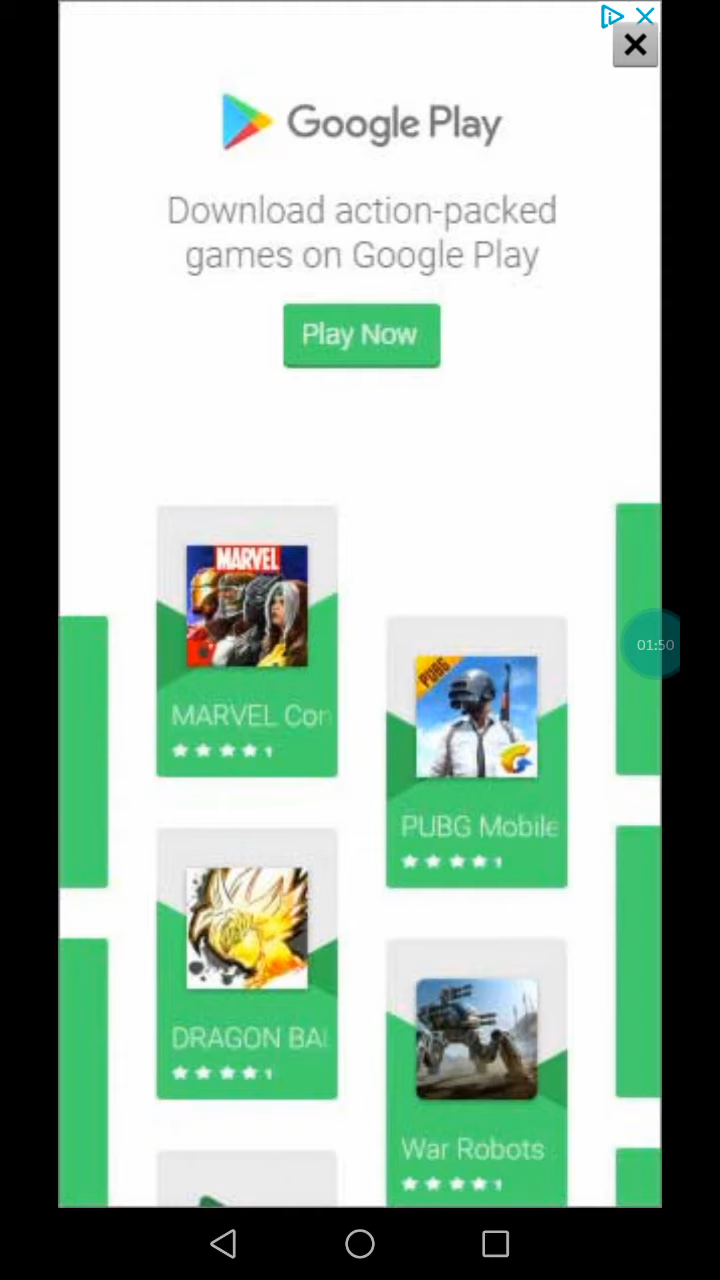 Google Play
Download action-packed
games on Google Play
Play Now
MARVEL
MARVEL Con
PUBG
PUBG Mobile
01:50
DRAGON BAL
War Robots